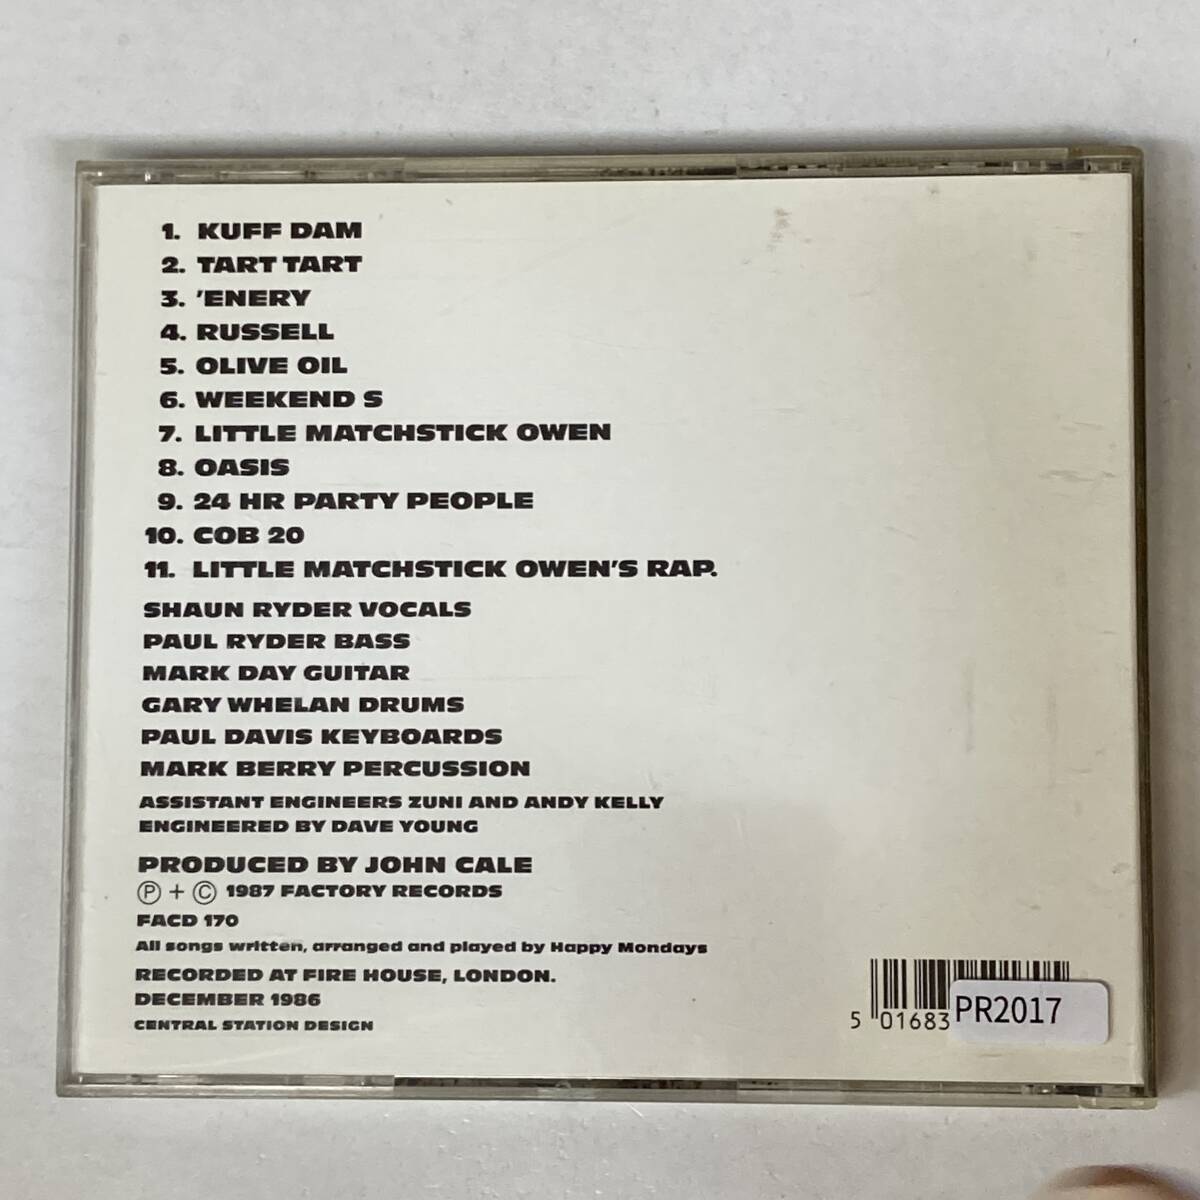 1. KUFF DAM
2. TART TART
3. 'ENERY
4. RUSSELL
5. OLIVE OIL
6. WEEKEND S
7. LITTLE MATCHSTICK OWEN
8. OASIS
9. 24 HR PARTY PEOPLE
10. COB 20
11. LITTLE MATCHSTICK OWEN'S RAP.
SHAUN RYDER VOCALS
PAUL RYDER BASS
MARK DAY GUITAR
GARY WHELAN DRUMS
PAUL DAVIS KEYBOARDS
MARK BERRY PERCUSSION
ASSISTANT ENGINEERS ZUNI AND ANDY KELLY
ENGINEERED BY DAVE YOUNG
PRODUCED BY JOHN CALE
Ⓟ + © 1987 FACTORY RECORDS
FACD 170
All songs written, arranged and played by Happy Mondays
RECORDED AT FIRE HOUSE, LONDON.
DECEMBER 1986
CENTRAL STATION DESIGN
5 01683
PR2017